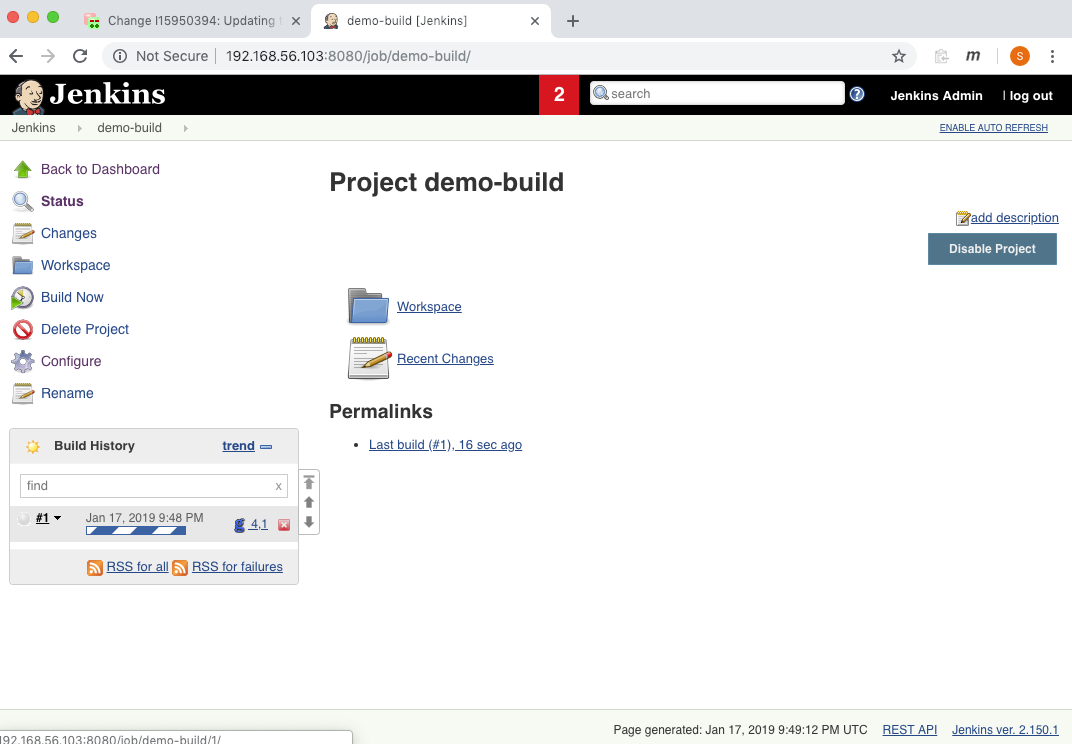 Change I15950394: Updating
demo-build [Jenkins]
Not Secure 192.168.56.103:8080/job/demo-build/
m
S
Jenkins
2
search
?
Jenkins Admin
| log out
Jenkins
demo-build
ENABLE AUTO REFRESH
Back to Dashboard
Status
Changes
Workspace
Build Now
Delete Project
Configure
Rename
Project demo-build
add description
Disable Project
Workspace
Recent Changes
Permalinks
Last build (#1), 16 sec ago
Build History
trend
find
x
#1
Jan 17, 2019 9:48 PM
g 4,1
RSS for all
RSS for failures
Page generated: Jan 17, 2019 9:49:12 PM UTC
REST API
Jenkins ver. 2.150.1
192.168.56.103:8080/job/demo-build/1/